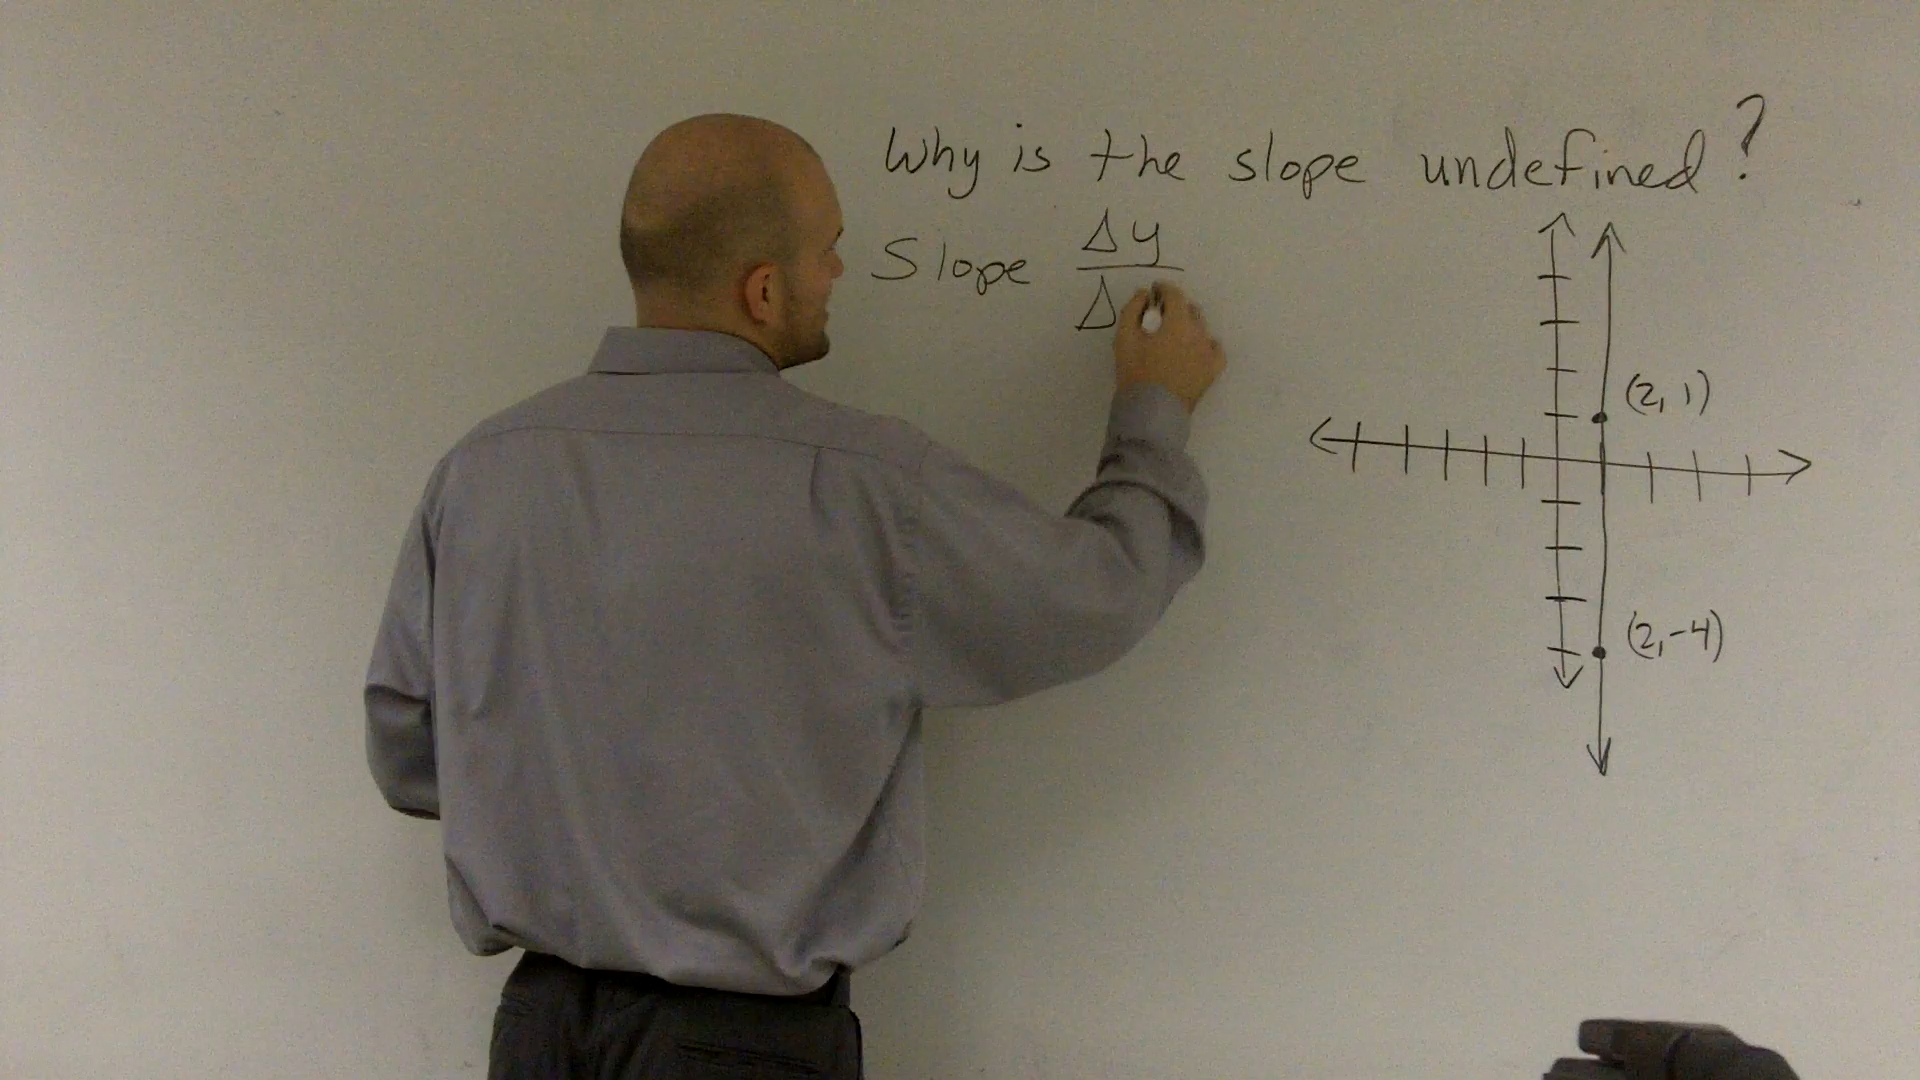 Why is the slope undefined?
Slope Δy
Δ
(2, 1)
(2, -4)